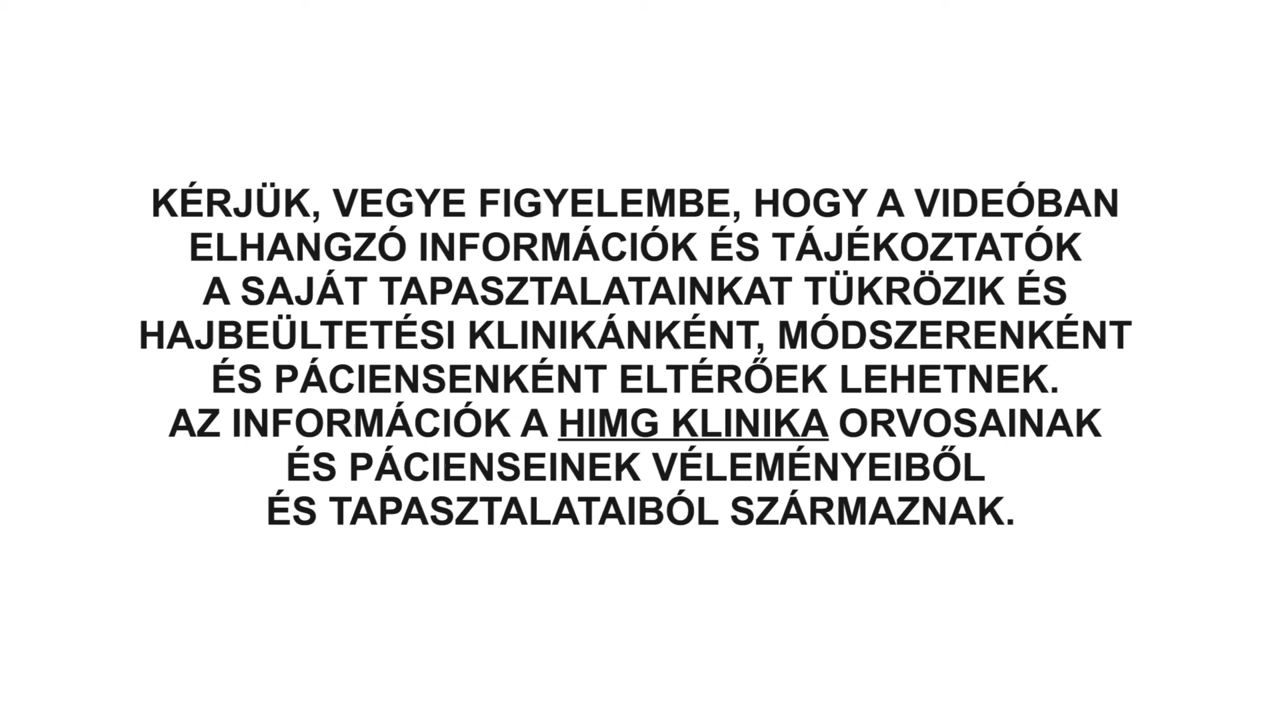 KÉRJÜK, VEGYE FIGYELEMBE, HOGY A VIDEÓBAN
ELHANGZÓ INFORMÁCIÓK ÉS TÁJÉKOZTATÓK
A SAJÁT TAPASZTALATAINKAT TÜKRÖZIK ÉS
HAJBEÜLTETÉSI KLINIKÁNKÉNT, MÓDSZERENKÉNT
ÉS PÁCIENSENKÉNT ELTÉRŐEK LEHETNEK.
AZ INFORMÁCIÓK A HIMG KLINIKA ORVOSAINAK
ÉS PÁCIENSEINEK VÉLEMÉNYEIBŐL
ÉS TAPASZTALATAIBÓL SZÁRMAZNAK.